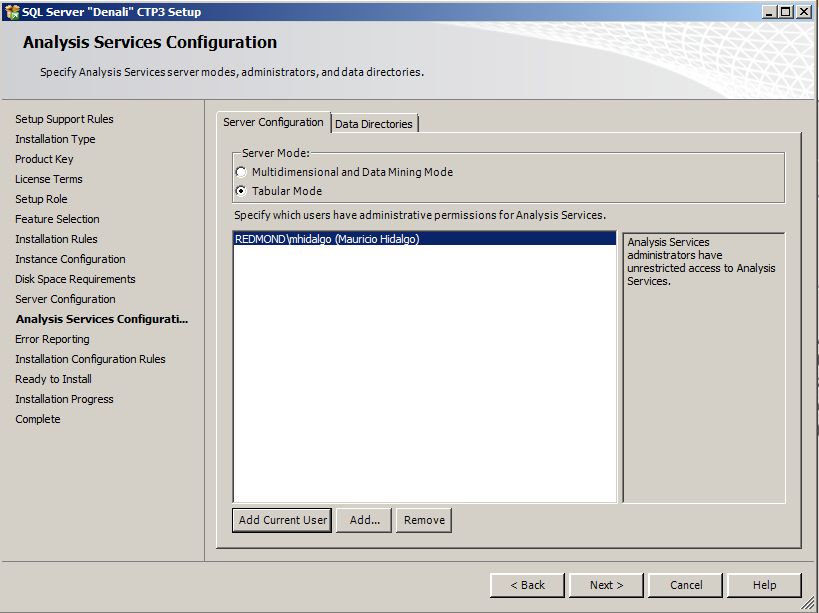 SQL Server "Denali" CTP3 Setup
Analysis Services Configuration
Specify Analysis Services server modes, administrators, and data directories.
Setup Support Rules
Installation Type
Product Key
License Terms
Setup Role
Feature Selection
Installation Rules
Instance Configuration
Disk Space Requirements
Server Configuration
Analysis Services Configurati...
Error Reporting
Installation Configuration Rules
Ready to Install
Installation Progress
Complete
Server Configuration
Data Directories
Server Mode:
Multidimensional and Data Mining Mode
Tabular Mode
Specify which users have administrative permissions for Analysis Services.
REDMOND\mhidalgo (Mauricio Hidalgo)
Analysis Services
administrators have
unrestricted access to Analysis
Services.
Add Current User
Add...
Remove
< Back
Next >
Cancel
Help